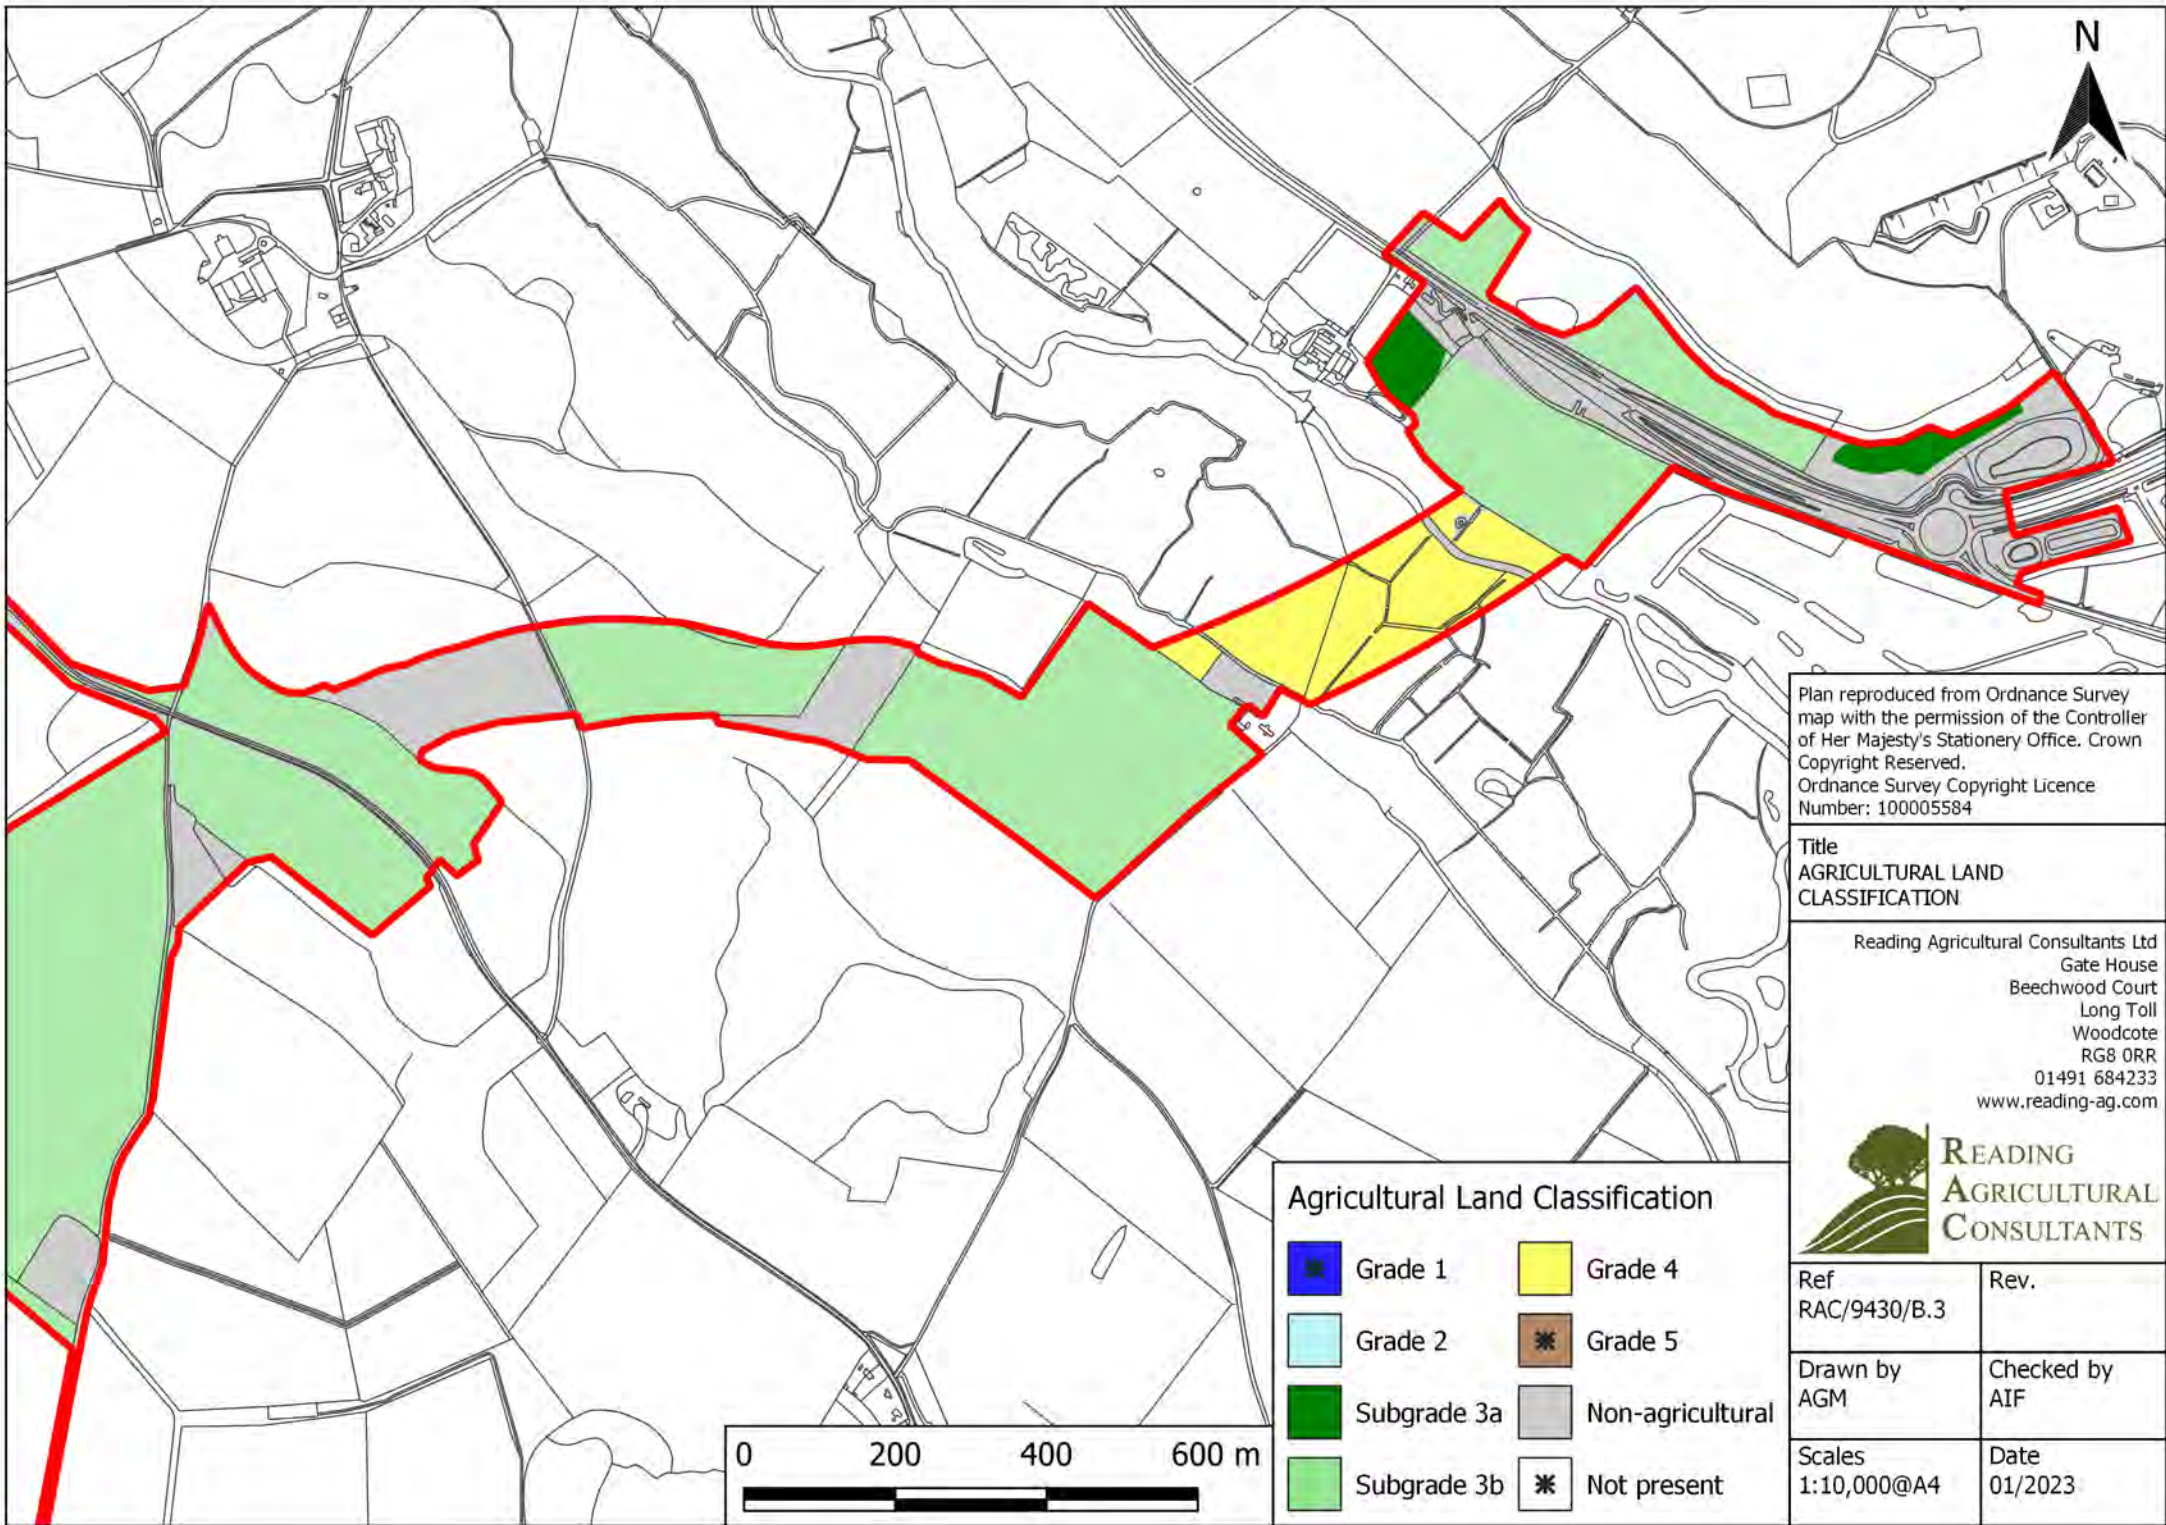 N
Plan reproduced from Ordnance Survey
map with the permission of the Controller
of Her Majesty's Stationery Office. Crown
Copyright Reserved.
Ordnance Survey Copyright Licence
Number: 100005584
Title
AGRICULTURAL LAND
CLASSIFICATION
Reading Agricultural Consultants Ltd
Gate House
Beechwood Court
Long Toll
Woodcote
RG8 0RR
01491 684233
www.reading-ag.com
READING
AGRICULTURAL
CONSULTANTS
Ref
RAC/9430/B.3
Rev.
Drawn by
AGM
Checked by
AIF
Scales
1:10,000@A4
Date
01/2023
Agricultural Land Classification
Grade 1
Grade 2
Subgrade 3a
Subgrade 3b
Grade 4
Grade 5
Non-agricultural
Not present
0 200 400 600 m